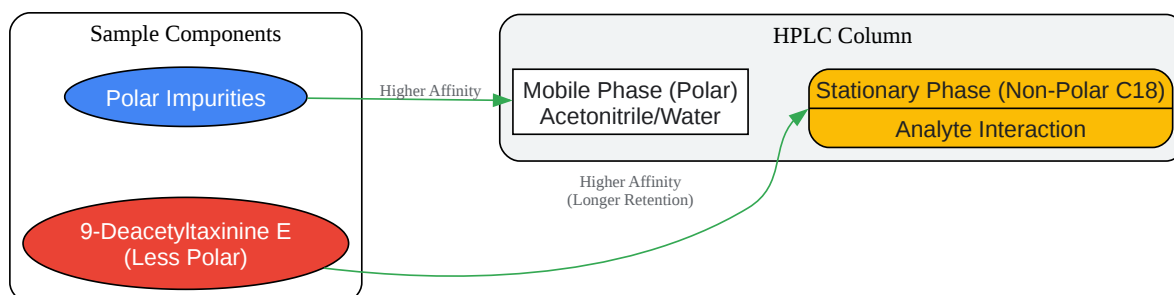 Sample Components
Polar Impurities
9-Deacetyltaxinine E
(Less Polar)
Higher Affinity
HPLC Column
Mobile Phase (Polar)
Acetonitrile/Water
Stationary Phase (Non-Polar C18)
Analyte Interaction
Higher Affinity
(Longer Retention)